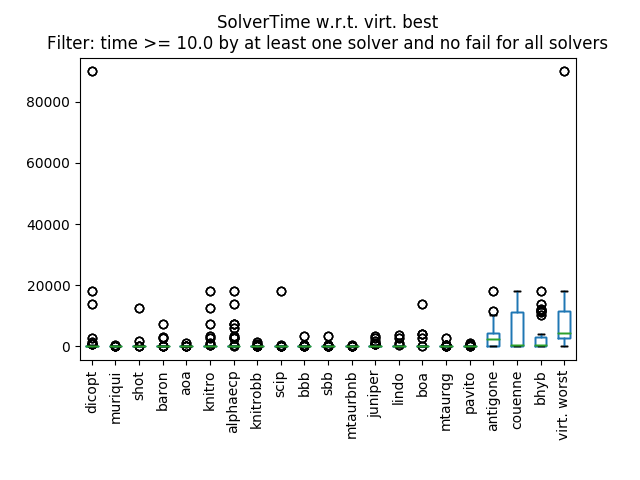 SolverTime w.r.t. virt. best
Filter: time >= 10.0 by at least one solver and no fail for all solvers
80000
60000
40000
20000
0
dicopt
muriqui
shot
baron
aoa
knitro
alphaecp
knitrobb
scip
bbb
sbb
mtaurbnb
juniper
lindo
boa
mtaurqg
pavito
antigone
couenne
bhyb
virt. worst